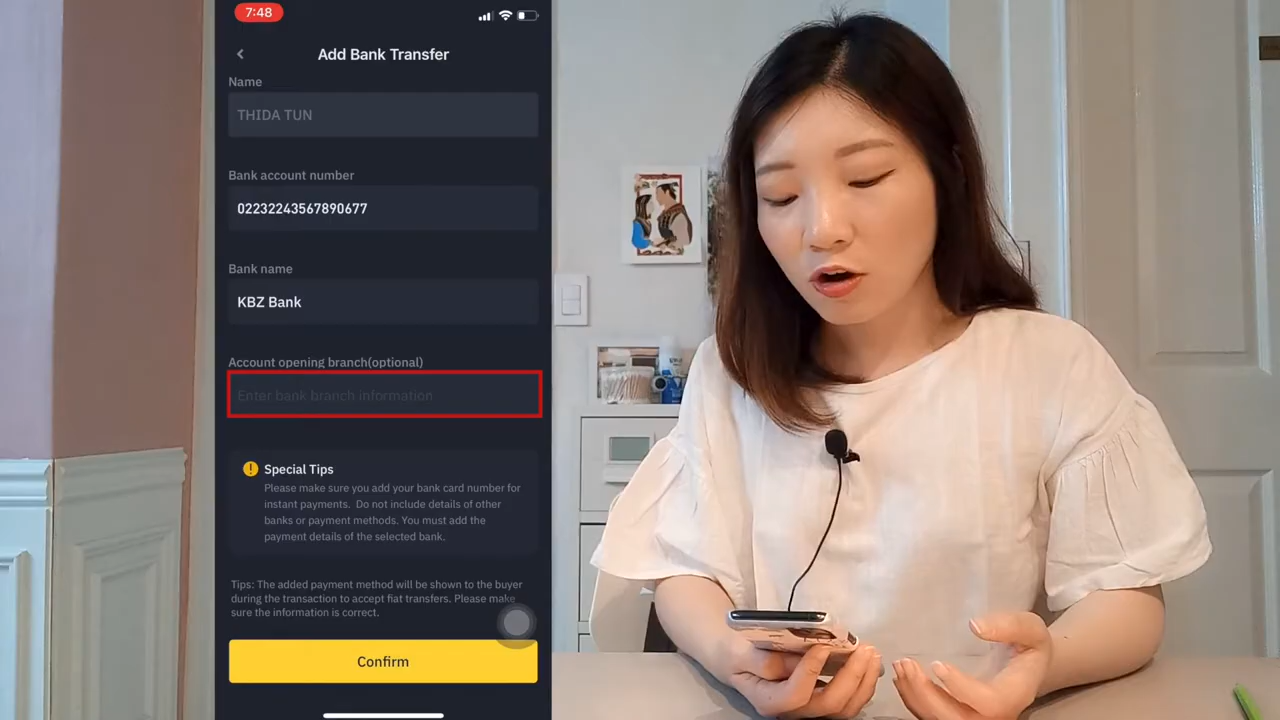 7:48
Add Bank Transfer
Name
THIDA TUN
Bank account number
02232243567890677
Bank name
KBZ Bank
Account opening branch(optional)
Enter bank branch information
Special Tips
Please make sure you add your bank card number for
instant payments. Do not include details of other
banks or payment methods. You must add the
payment details of the selected bank.
Tips: The added payment method will be shown to the buyer
during the transaction to accept fiat transfers. Please make
sure the information is correct.
Confirm